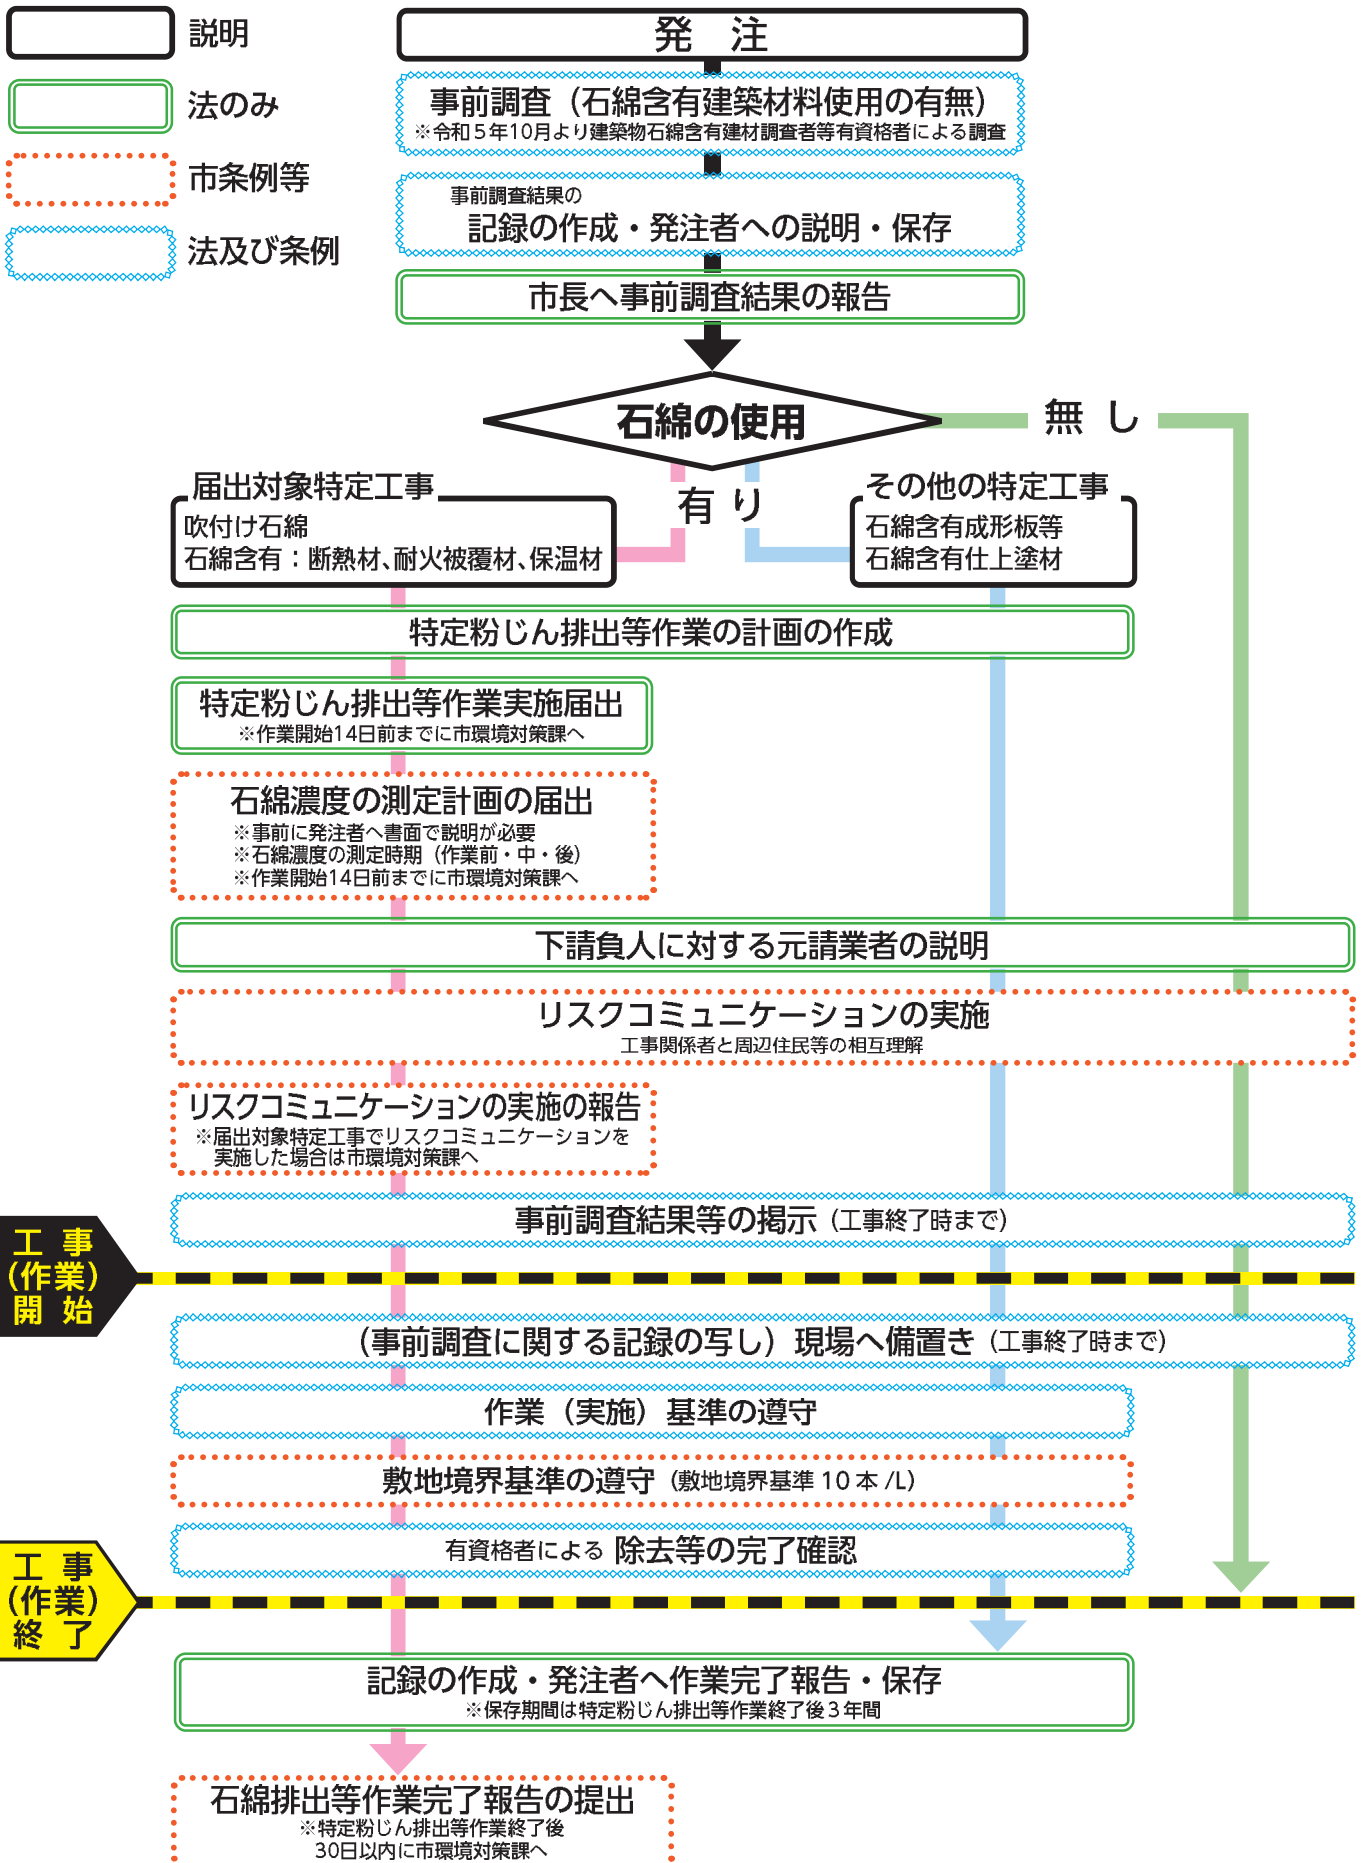 説明
法のみ
市条例等
法及び条例
発 注
事前調査（石綿含有建築材料使用の有無）
※令和５年10月より建築物石綿含有建材調査者等有資格者による調査
事前調査結果の
記録の作成・発注者への説明・保存
市長へ事前調査結果の報告
石綿の使用
無 し
有 り
届出対象特定工事
吹付け石綿
石綿含有：断熱材、耐火被覆材、保温材
その他の特定工事
石綿含有成形板等
石綿含有仕上塗材
特定粉じん排出等作業の計画の作成
特定粉じん排出等作業実施届出
※作業開始14日前までに市環境対策課へ
石綿濃度の測定計画の届出
※事前に発注者へ書面で説明が必要
※石綿濃度の測定時期（作業前・中・後）
※作業開始14日前までに市環境対策課へ
下請負人に対する元請業者の説明
リスクコミュニケーションの実施
工事関係者と周辺住民等の相互理解
リスクコミュニケーションの実施の報告
※届出対象特定工事でリスクコミュニケーションを
実施した場合は市環境対策課へ
事前調査結果等の掲示（工事終了時まで）
工 事
（作業）
開 始
（事前調査に関する記録の写し）現場へ備置き（工事終了時まで）
作業（実施）基準の遵守
敷地境界基準の遵守（敷地境界基準 10 本 /L）
有資格者による 除去等の完了確認
工 事
（作業）
終 了
記録の作成・発注者へ作業完了報告・保存
※保存期間は特定粉じん排出等作業終了後３年間
石綿排出等作業完了報告の提出
※特定粉じん排出等作業終了後
30日以内に市環境対策課へ